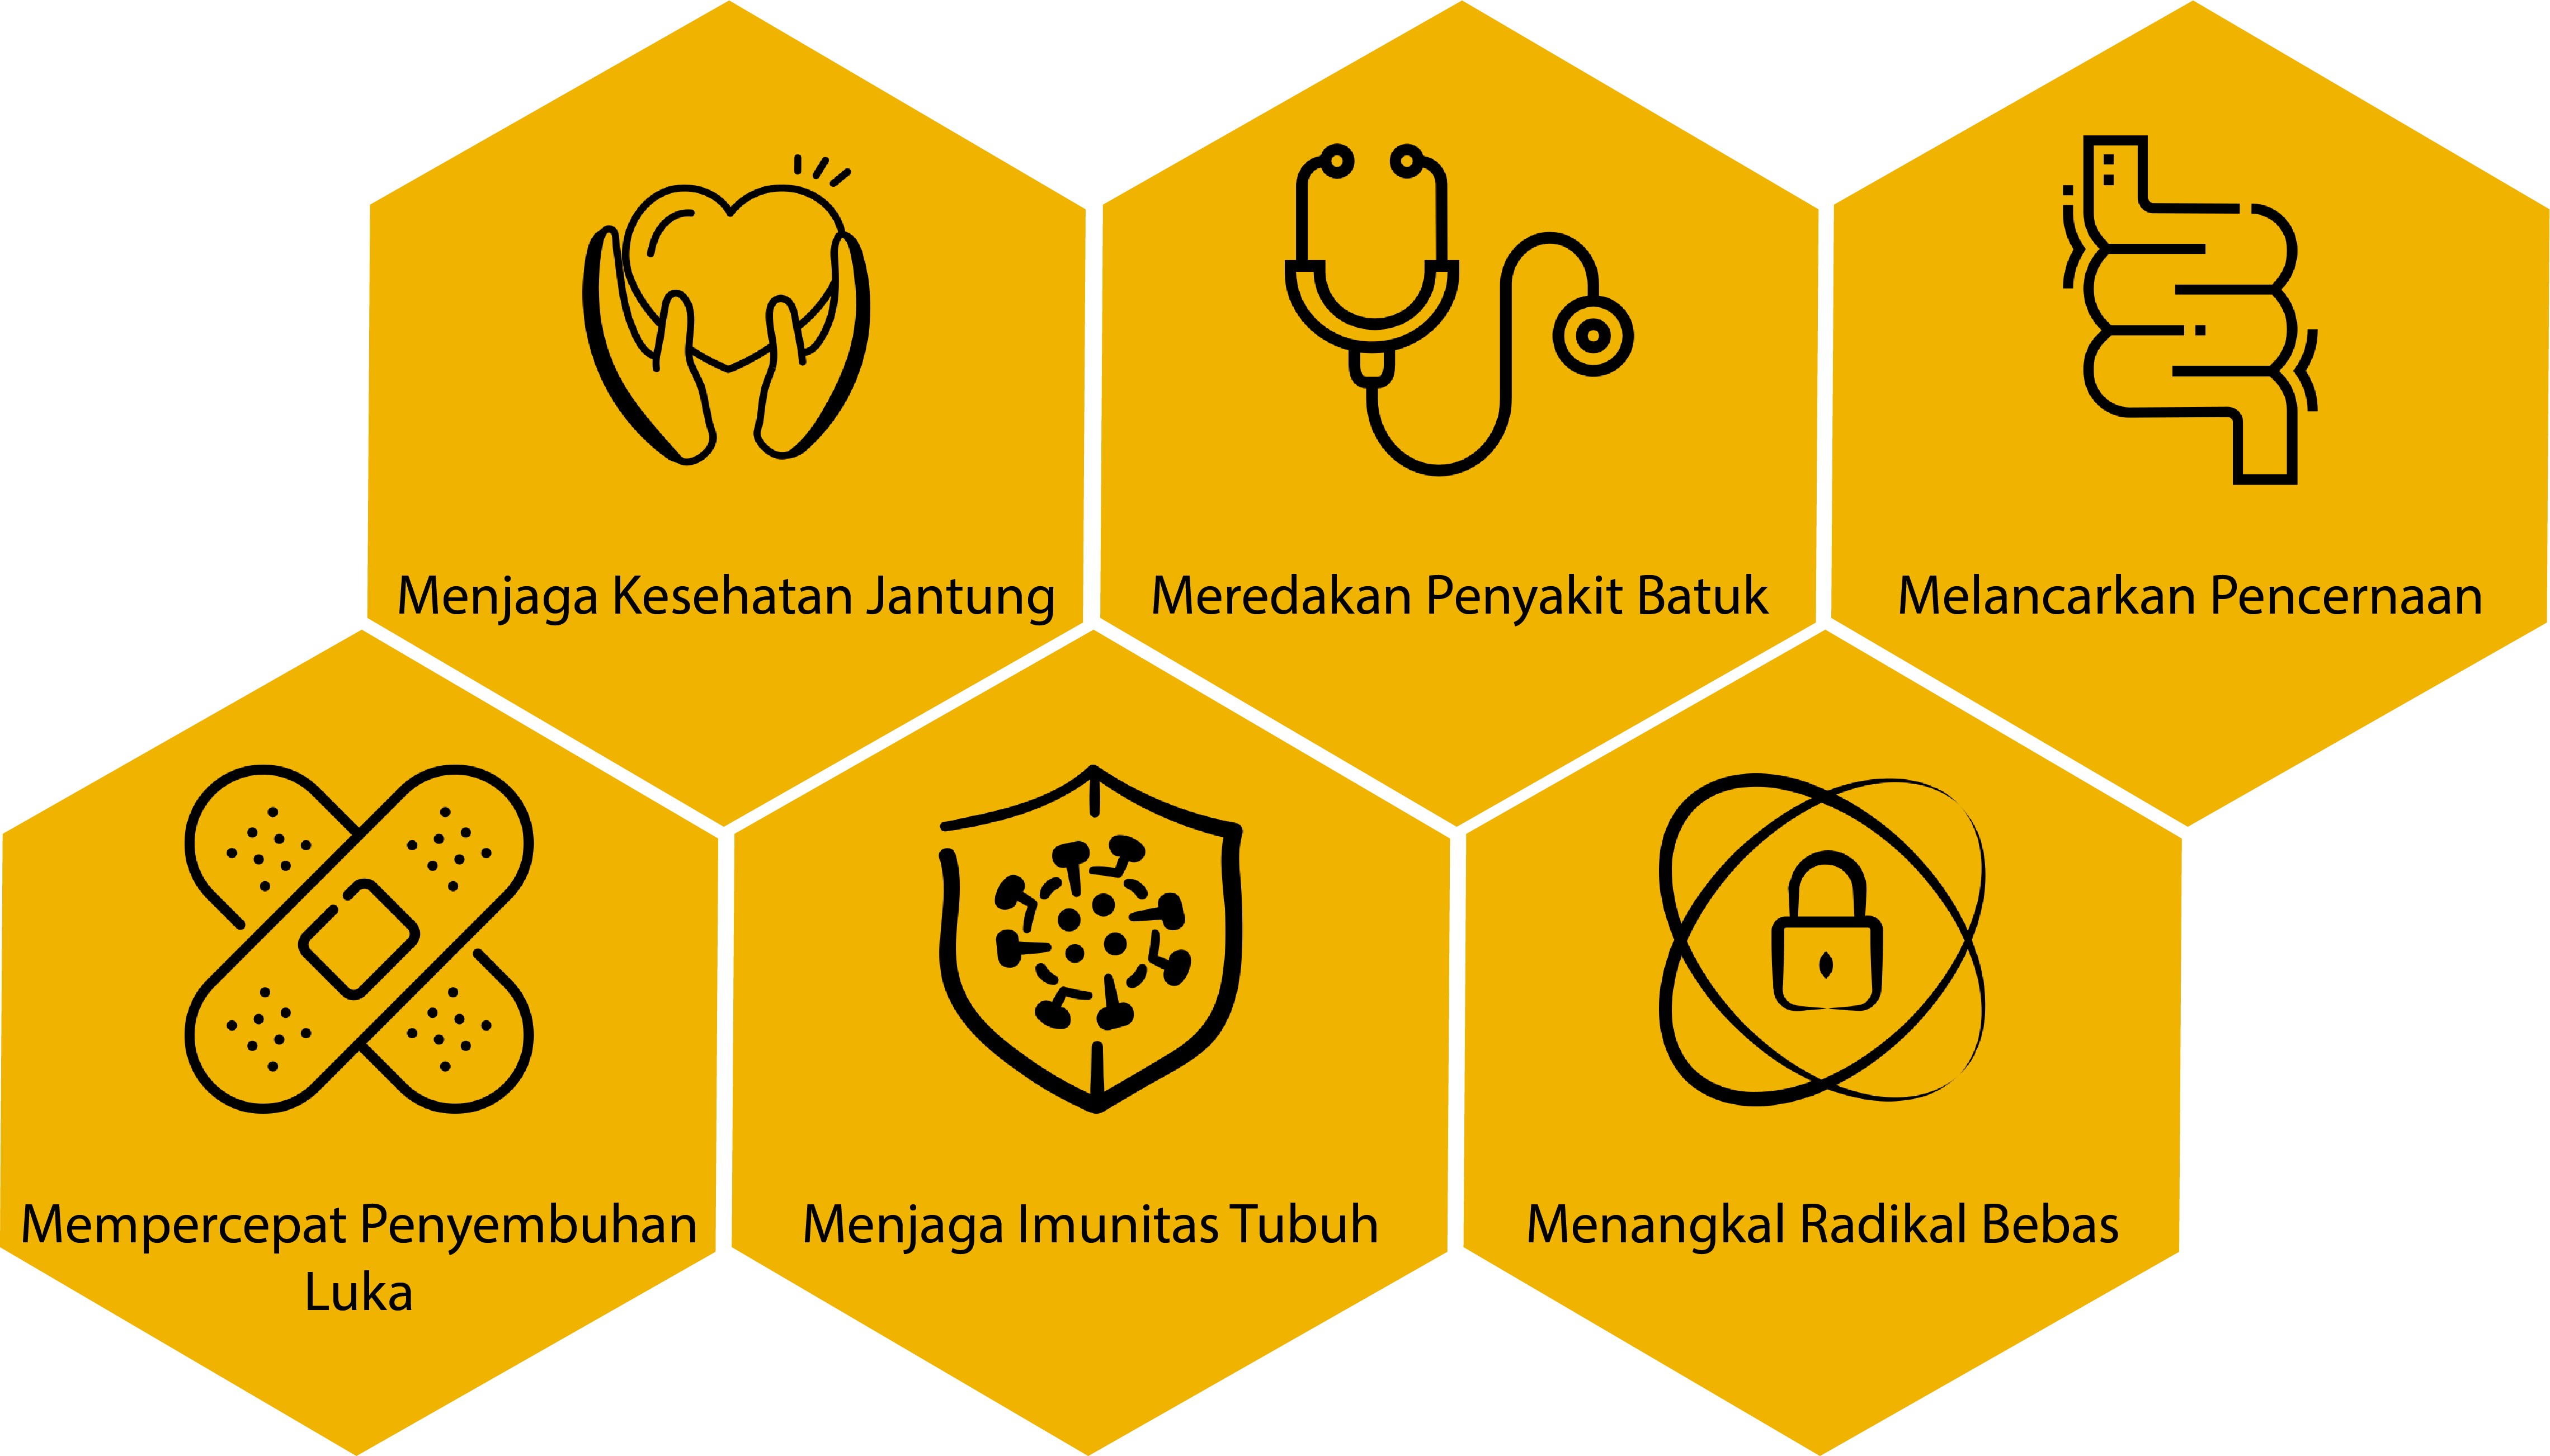 Menjaga Kesehatan Jantung
Meredakan Penyakit Batuk
Melancarkan Pencernaan
Mempercepat Penyembuhan
Luka
Menjaga Imunitas Tubuh
Menangkal Radikal Bebas